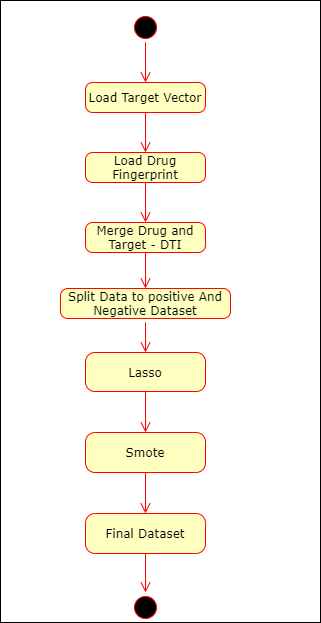 Load Target Vector
Load Drug
Fingerprint
Merge Drug and
Target - DTI
Split Data to positive And
Negative Dataset
Lasso
Smote
Final Dataset